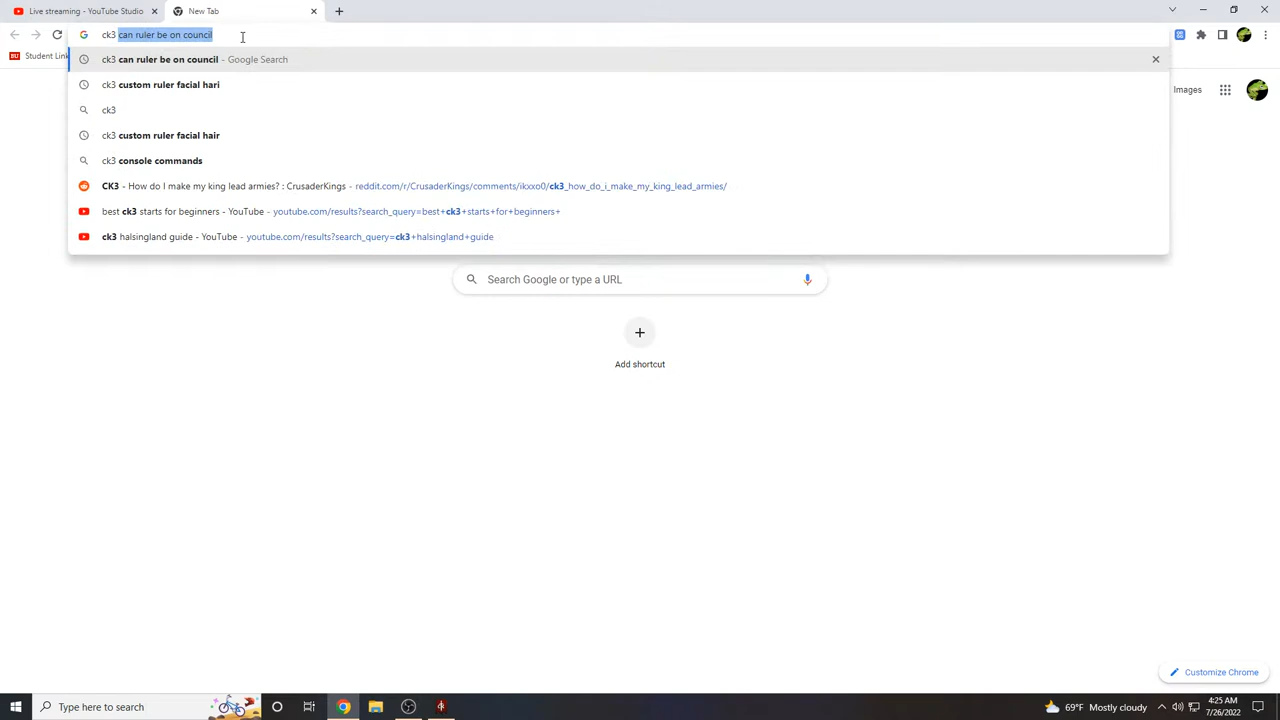 Live streaming - YouTube Studio
New Tab
ck3 can ruler be on council
BU Student Link
ck3 can ruler be on council - Google Search
ck3 custom ruler facial hari
ck3
ck3 custom ruler facial hair
ck3 console commands
CK3 - How do I make my king lead armies? : CrusaderKings - reddit.com/r/CrusaderKings/comments/ikxxo0/ck3_how_do_i_make_my_king_lead_armies/
best ck3 starts for beginners - YouTube - youtube.com/results?search_query=best+ck3+starts+for+beginners+
ck3 halsingland guide - YouTube - youtube.com/results?search_query=ck3+halsingland+guide
Images
Search Google or type a URL
Add shortcut
Customize Chrome
Type here to search
69°F Mostly cloudy
4:25 AM
7/26/2022